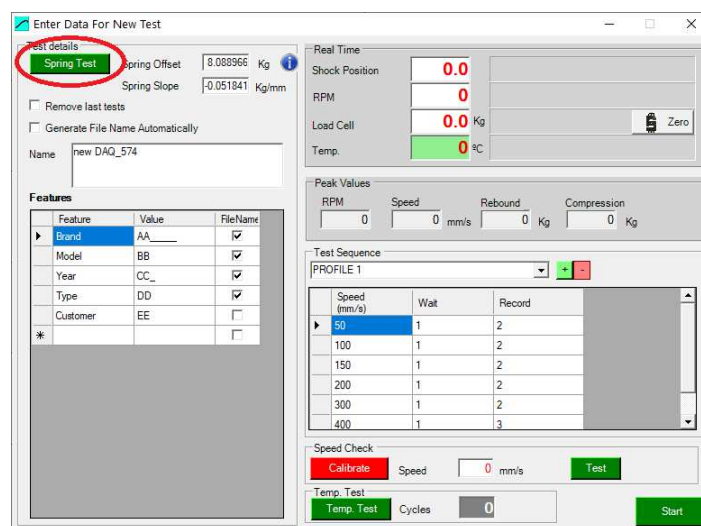 Enter Data For New Test
Test details
Spring Test Spring Offset 8.088966 Kg
Spring Slope -0.051841 Kg/mm
Remove last tests
Generate File Name Automatically
Name new DAQ_574
Features
Feature Value FileName
Brand AA_____
Model BB
Year CC_
Type DD
Customer EE
Real Time
Shock Position 0.0
RPM 0
Load Cell 0.0 Kg Zero
Temp. 0 ºC
Peak Values
RPM Speed Rebound Compression
0 0 mm/s 0 Kg 0 Kg
Test Sequence
PROFILE 1 + -
Speed (mm/s) Wait Record
50 1 2
100 1 2
150 1 2
200 1 2
300 1 2
400 1 3
Speed Check
Calibrate Speed 0 mm/s Test
Temp. Test
Temp. Test Cycles 0 Start